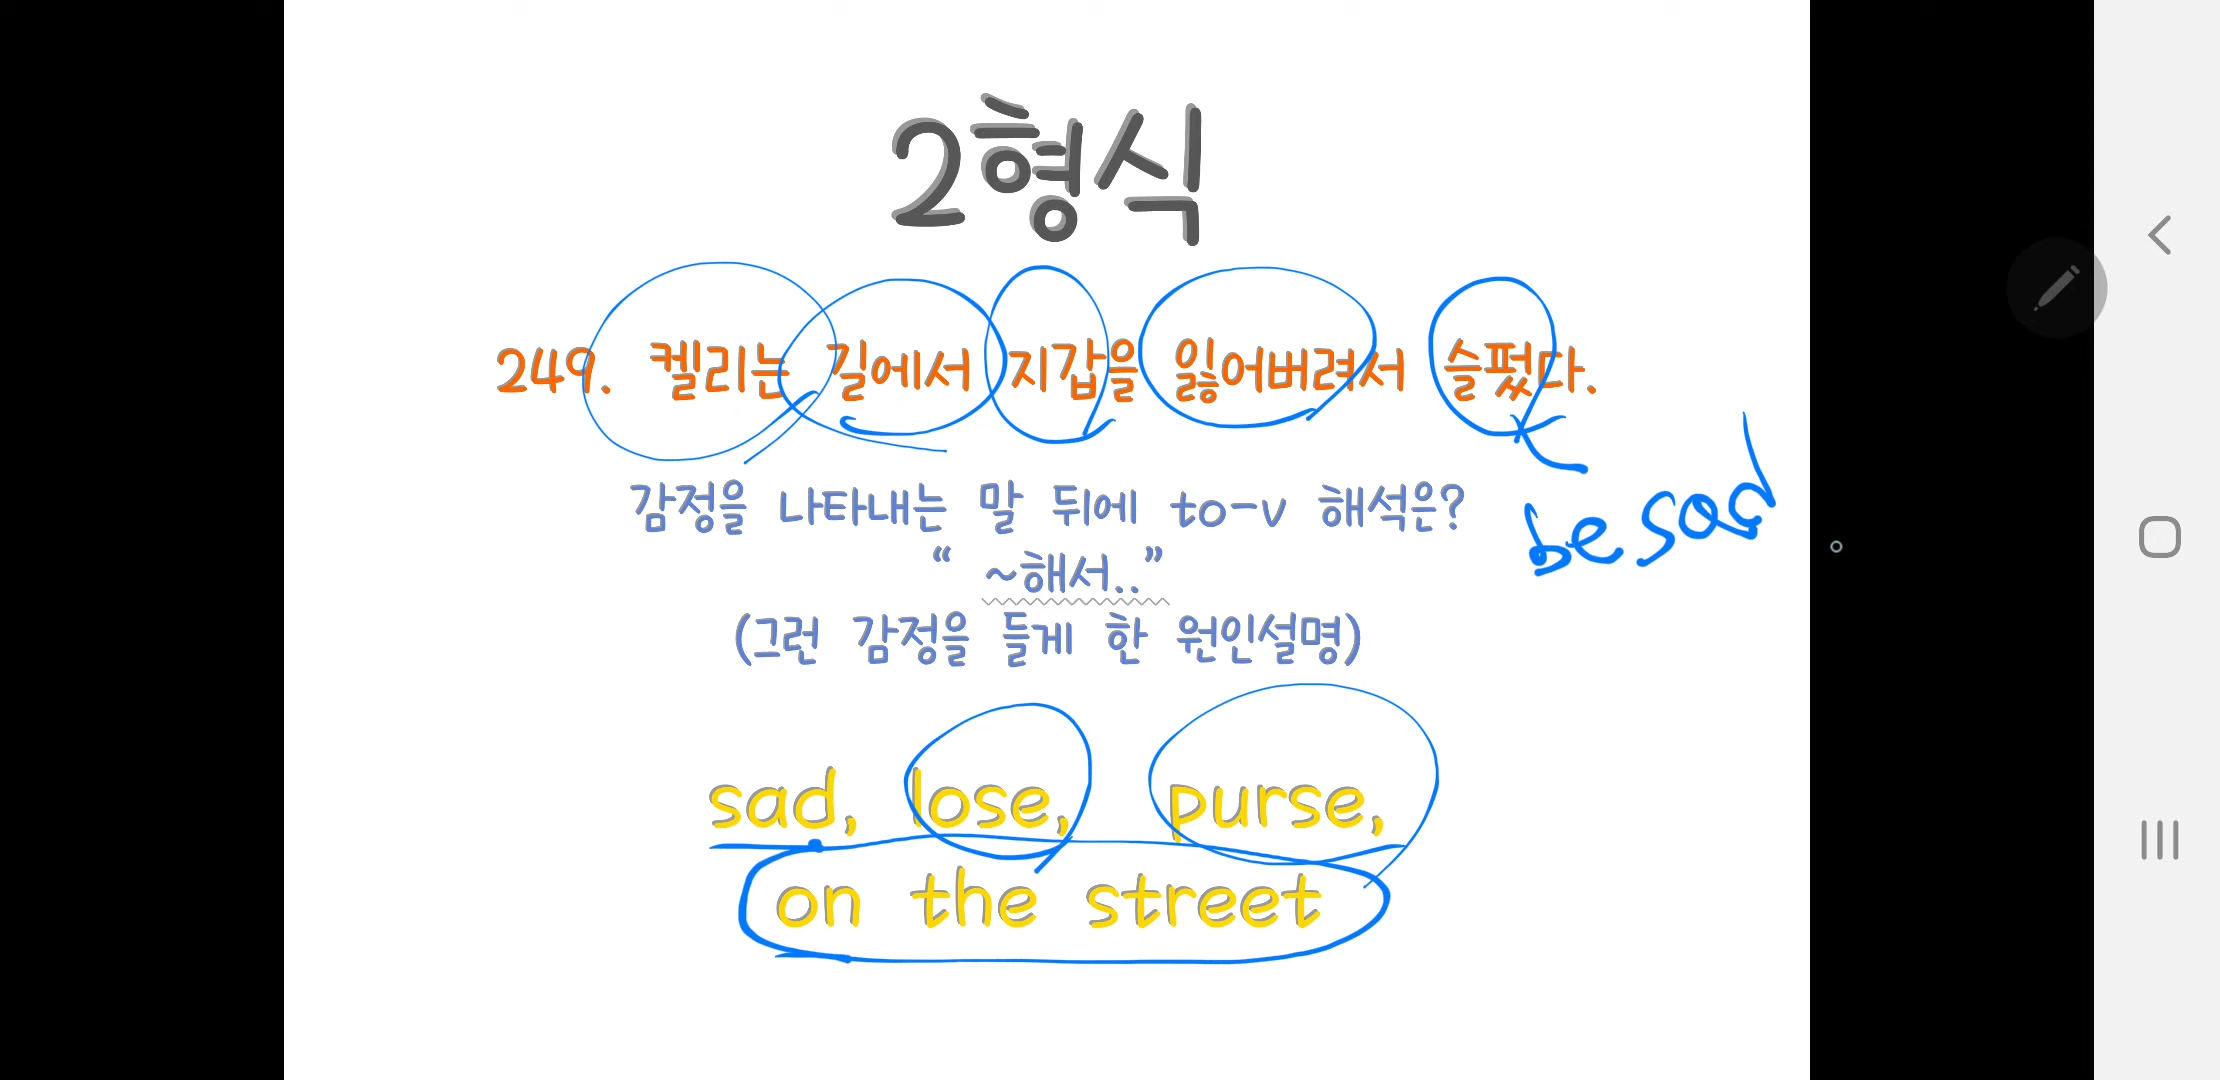 2형식
249. 켈리는 길에서 지갑을 잃어버려서 슬펐다.
감정을 나타내는 말 뒤에 to-v 해석은?
“ ~해서..”
be sad
(그런 감정을 들게 한 원인설명)
sad, lose, purse,
on the street